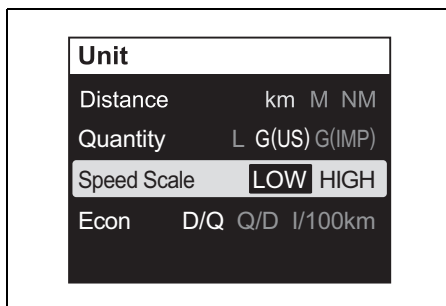 Unit
Distance km M NM
Quantity L G(US) G(IMP)
Speed Scale LOW HIGH
Econ D/Q Q/D l/100km